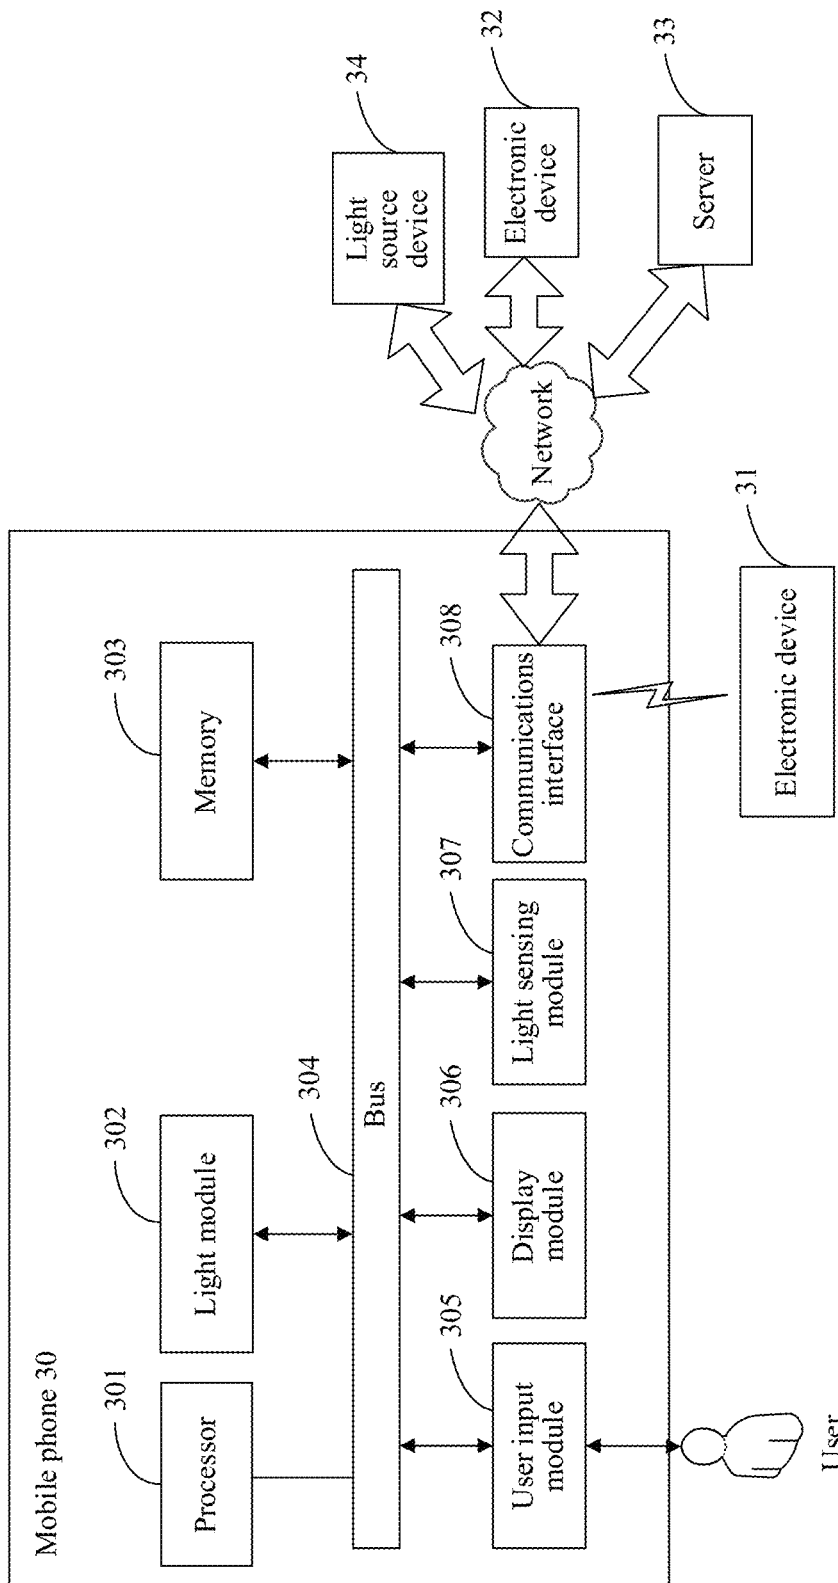 Mobile phone 30
301
Processor
302
Light module
303
Memory
304
Bus
305
User input
module
306
Display
module
307
Light sensing
module
308
Communications
interface
Network
34
Light
source
device
32
Electronic
device
33
Server
31
Electronic device
User